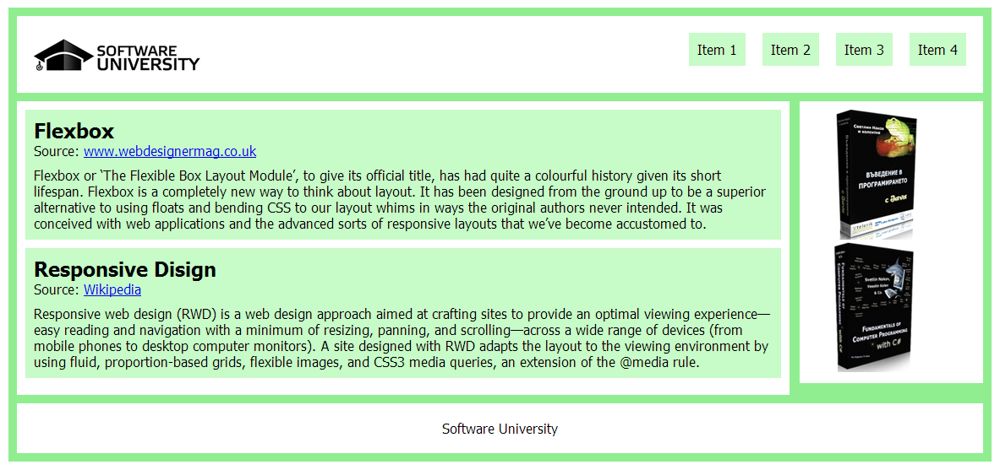 SOFTWARE
UNIVERSITY
Item 1 Item 2 Item 3 Item 4
Flexbox
Source: www.webdesignermag.co.uk
Flexbox or ‘The Flexible Box Layout Module’, to give its official title, has had quite a colourful history given its short
lifespan. Flexbox is a completely new way to think about layout. It has been designed from the ground up to be a superior
alternative to using floats and bending CSS to our layout whims in ways the original authors never intended. It was
conceived with web applications and the advanced sorts of responsive layouts that we’ve become accustomed to.
Responsive Disign
Source: Wikipedia
Responsive web design (RWD) is a web design approach aimed at crafting sites to provide an optimal viewing experience—
easy reading and navigation with a minimum of resizing, panning, and scrolling—across a wide range of devices (from
mobile phones to desktop computer monitors). A site designed with RWD adapts the layout to the viewing environment by
using fluid, proportion-based grids, flexible images, and CSS3 media queries, an extension of the @media rule.
Светлин Наков
и колектив
ВЪВЕДЕНИЕ В
ПРОГРАМИРАНЕТО
с Java
telerik
Svetlin Nakov,
Veselin Kolev
& Co.
FUNDAMENTALS OF
COMPUTER PROGRAMMING
with C#
Software University